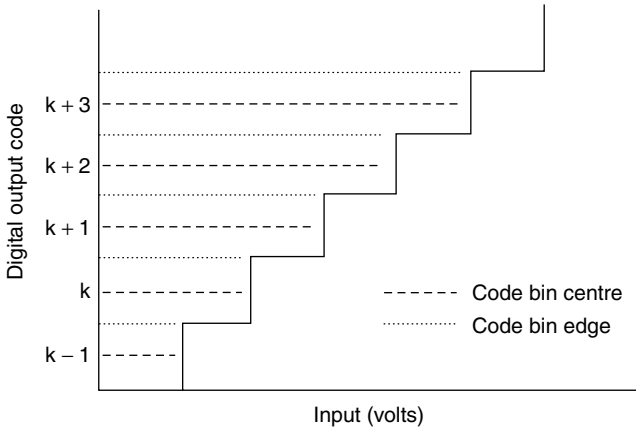 Digital output code
k + 3
k + 2
k + 1
k
k − 1
Code bin centre
Code bin edge
Input (volts)